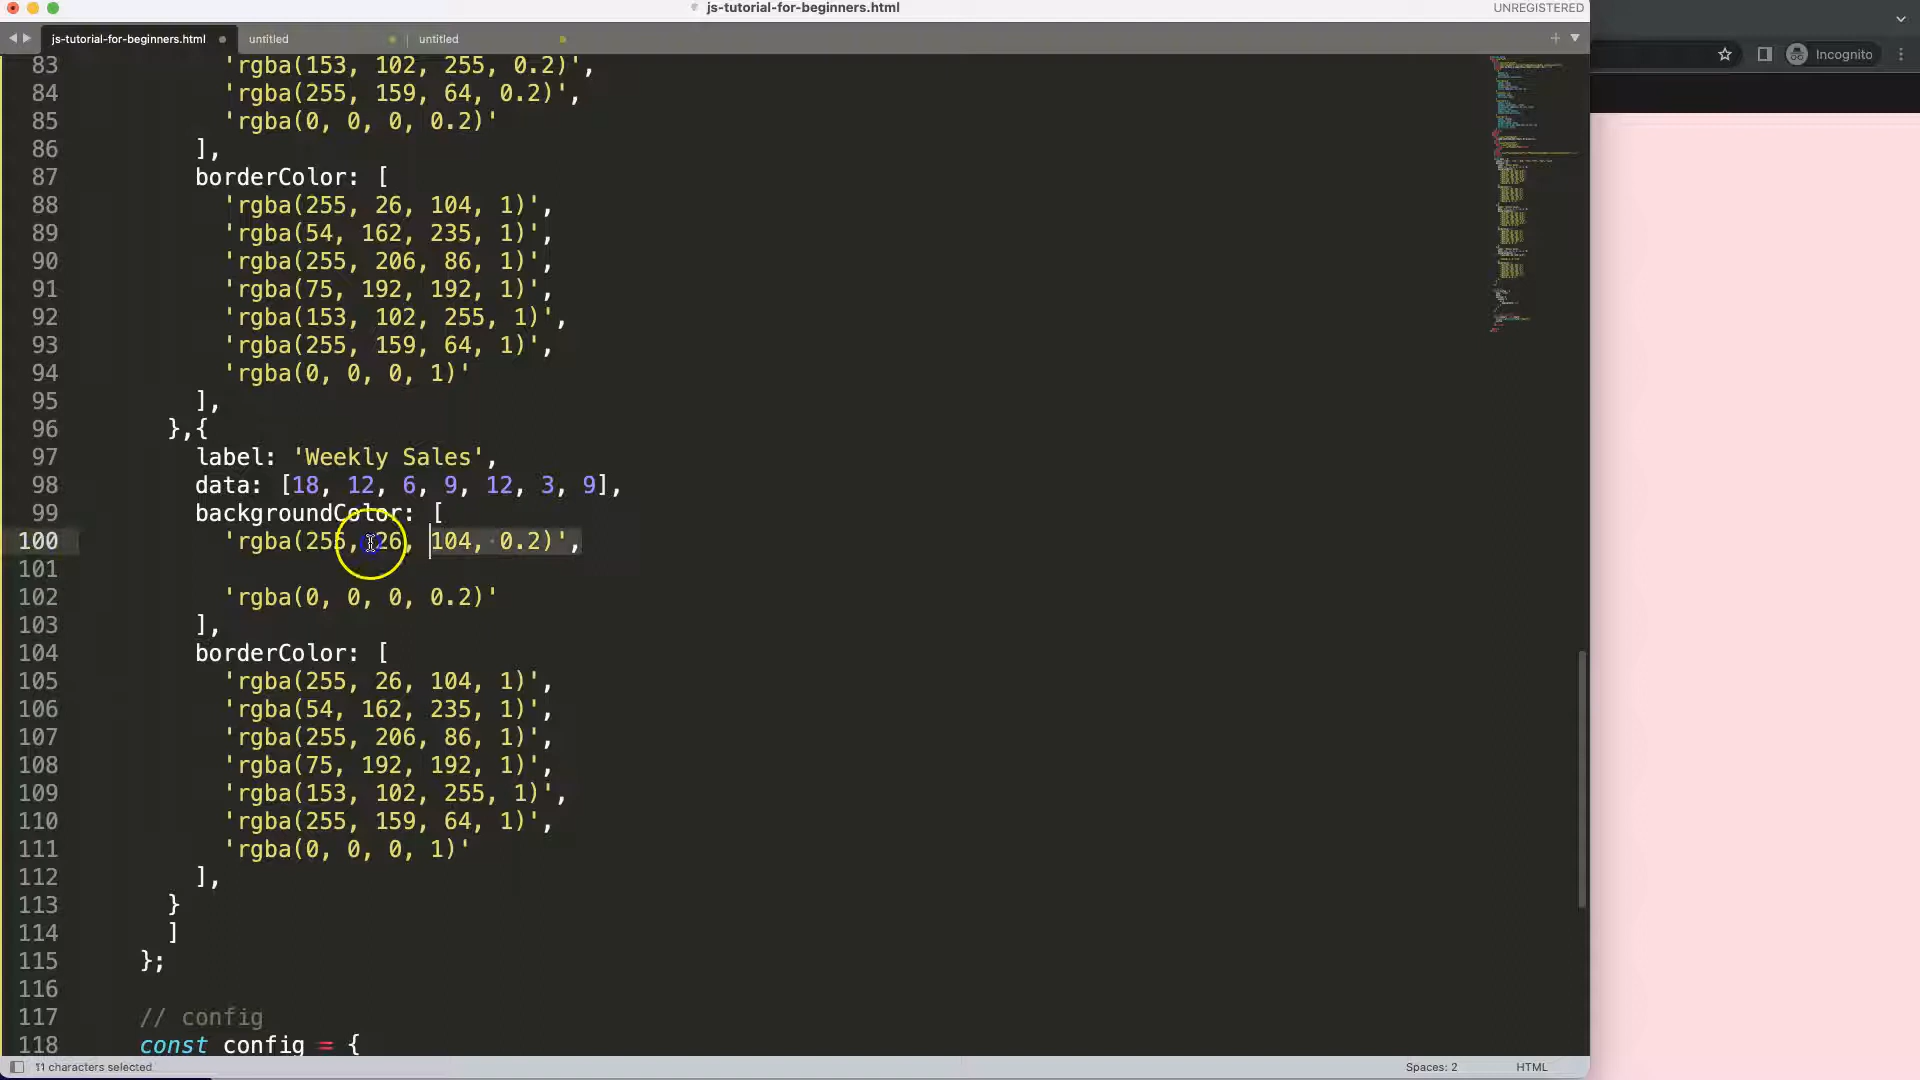 js-tutorial-for-beginners.html
UNREGISTERED
js-tutorial-for-beginners.html
untitled
untitled
Incognito
83 'rgba(153, 102, 255, 0.2)',
84 'rgba(255, 159, 64, 0.2)',
85 'rgba(0, 0, 0, 0.2)'
86 ],
87 borderColor: [
88 'rgba(255, 26, 104, 1)',
89 'rgba(54, 162, 235, 1)',
90 'rgba(255, 206, 86, 1)',
91 'rgba(75, 192, 192, 1)',
92 'rgba(153, 102, 255, 1)',
93 'rgba(255, 159, 64, 1)',
94 'rgba(0, 0, 0, 1)'
95 ],
96 },{
97 label: 'Weekly Sales',
98 data: [18, 12, 6, 9, 12, 3, 9],
99 backgroundColor: [
100 'rgba(255, 26, 104, 0.2)',
101
102 'rgba(0, 0, 0, 0.2)'
103 ],
104 borderColor: [
105 'rgba(255, 26, 104, 1)',
106 'rgba(54, 162, 235, 1)',
107 'rgba(255, 206, 86, 1)',
108 'rgba(75, 192, 192, 1)',
109 'rgba(153, 102, 255, 1)',
110 'rgba(255, 159, 64, 1)',
111 'rgba(0, 0, 0, 1)'
112 ],
113 }
114 ]
115 };
116
117 // config
118 const config = {
11 characters selected
Spaces: 2
HTML